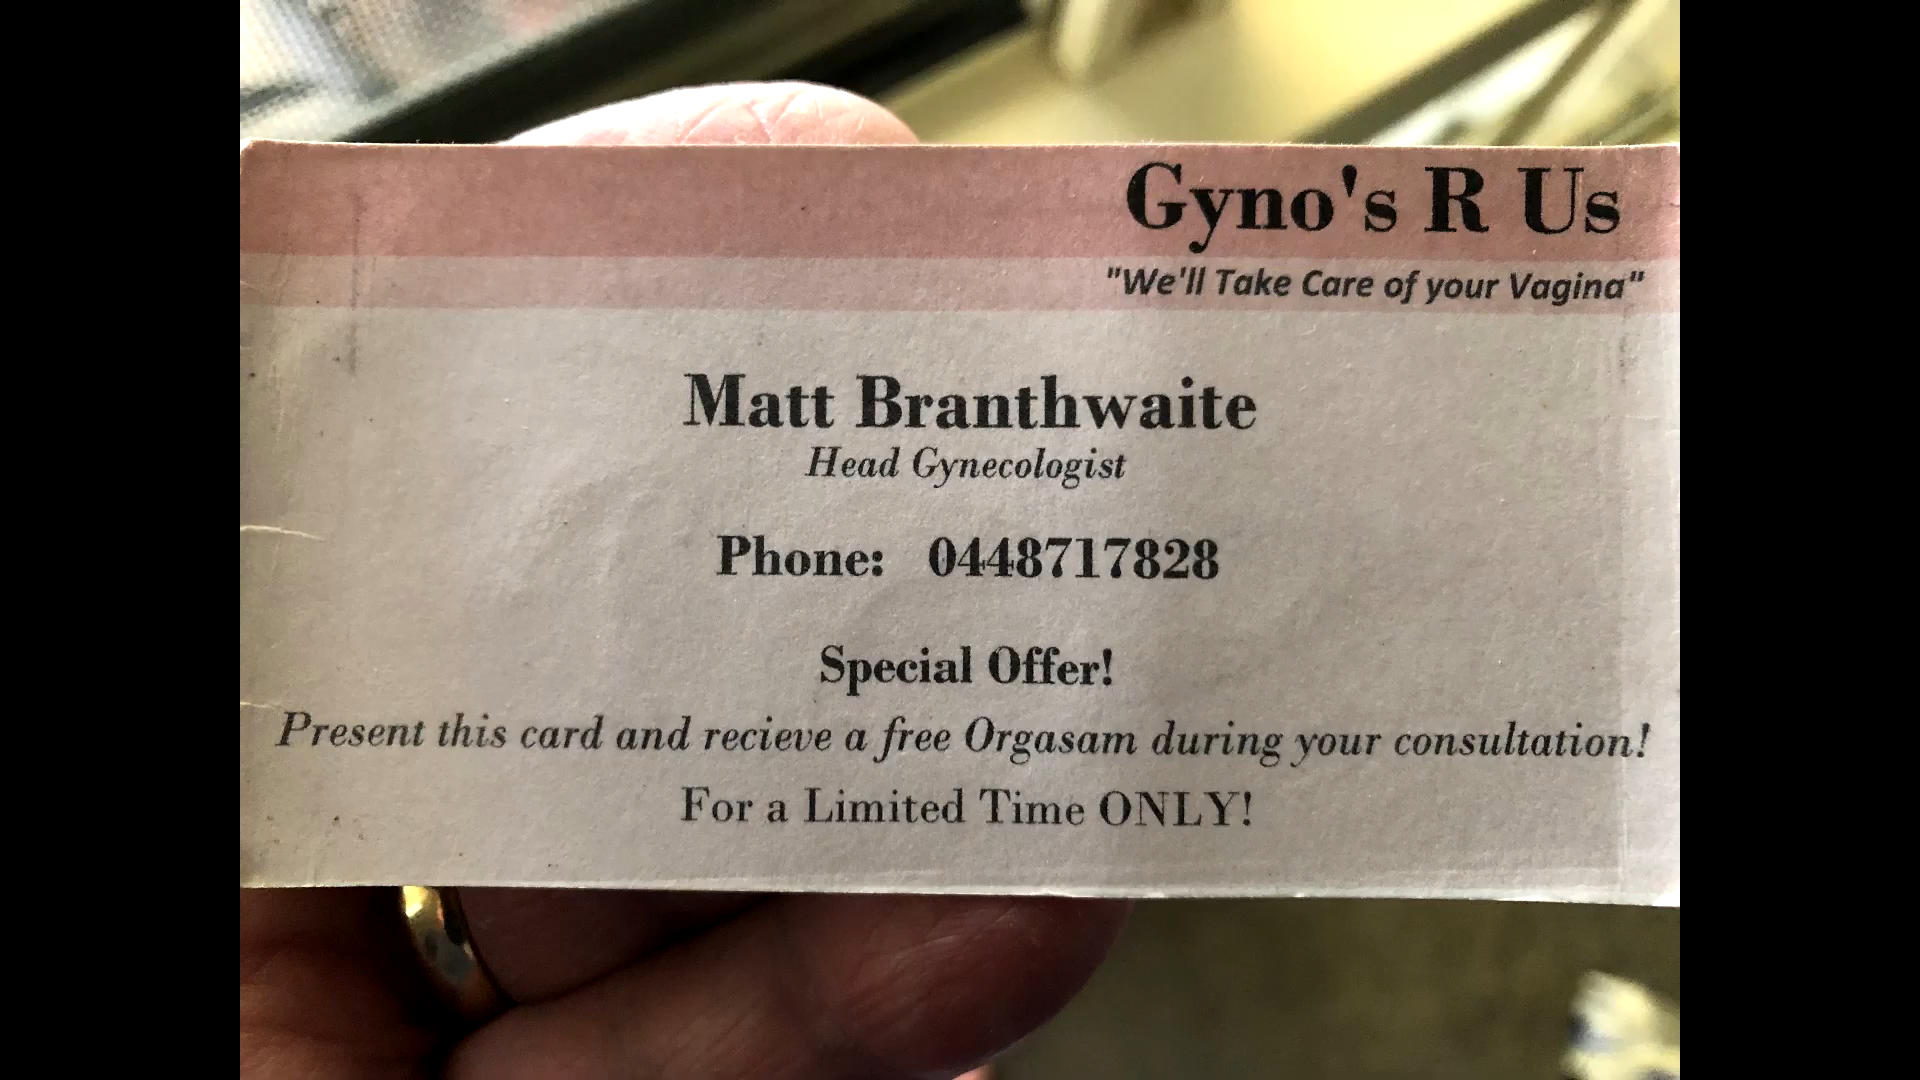 Gyno's R Us
"We'll Take Care of your Vagina"
Matt Branthwaite
Head Gynecologist
Phone: 0448717828
Special Offer!
Present this card and recieve a free Orgasam during your consultation!
For a Limited Time ONLY!